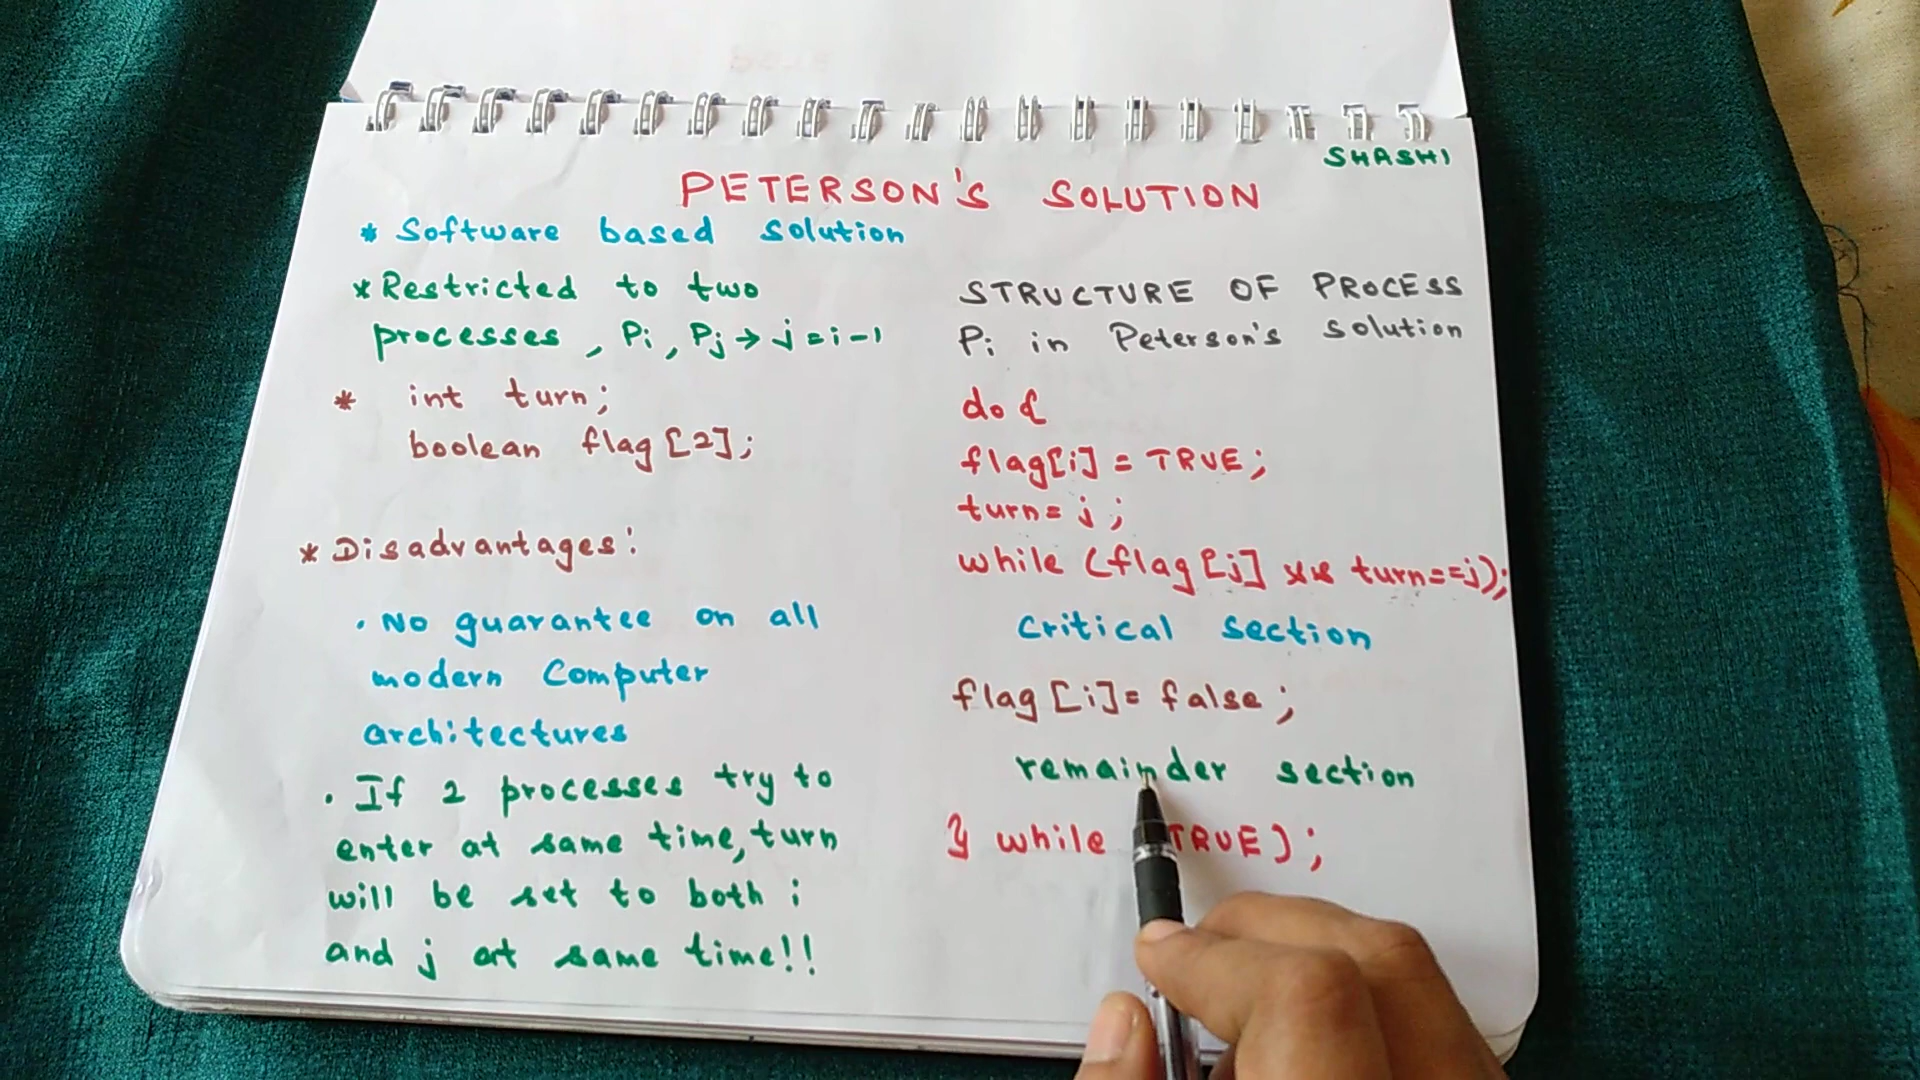 SHASHI
PETERSON'S SOLUTION
* Software based solution
* Restricted to two
processes, Pi, Pj → j=i-1
* int turn;
boolean flag[2];
* Disadvantages:
. No guarantee on all
modern Computer
architectures
. If 2 processes try to
enter at same time, turn
will be set to both i
and j at same time!!
STRUCTURE OF PROCESS
Pi in Peterson's solution
do {
flag[i] = TRUE;
turn= j ;
while (flag[j] && turn==j);
Critical section
flag[i]= false ;
remainder section
} while TRUE);